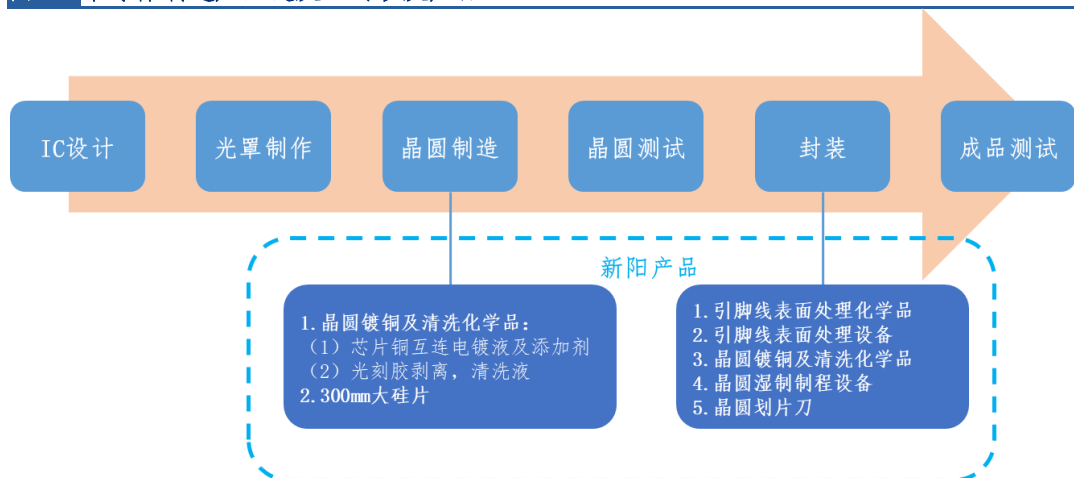 IC设计
光罩制作
晶圆制造
晶圆测试
封装
成品测试
新阳产品
1.晶圆镀铜及清洗化学品:
(1) 芯片铜互连电镀液及添加剂
(2) 光刻胶剥离, 清洗液
2.300mm大硅片
1.引脚线表面处理化学品
2.引脚线表面处理设备
3.晶圆镀铜及清洗化学品
4.晶圆湿制制程设备
5.晶圆划片刀